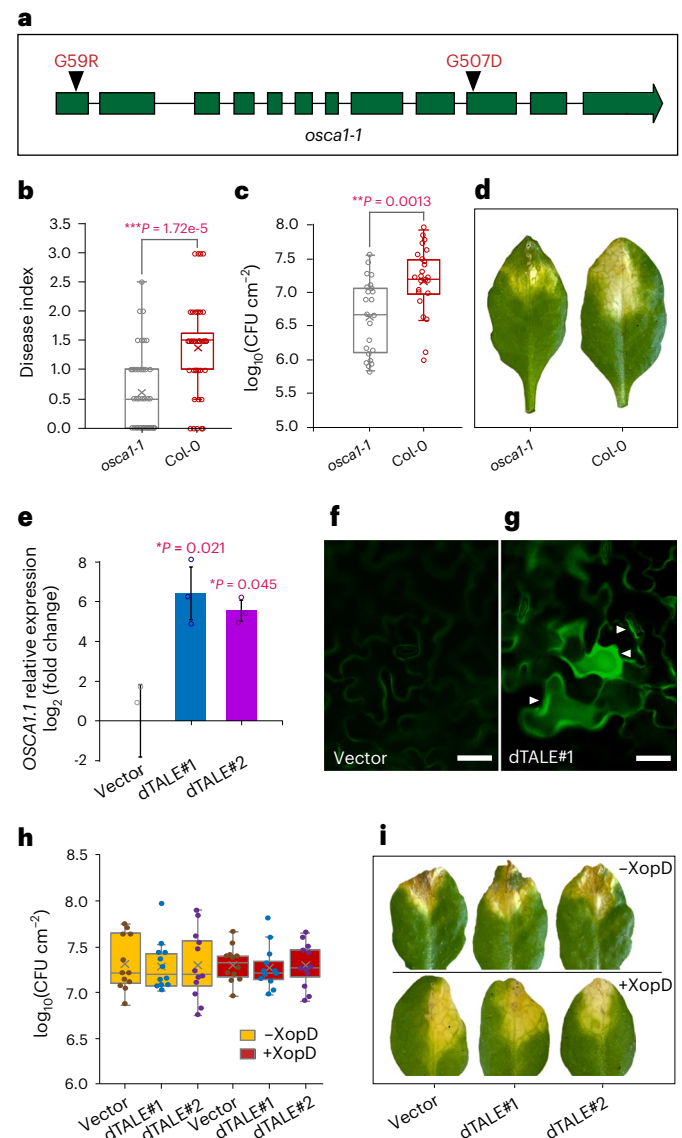 a
G59R
G507D
osca1-1
b
Disease index
3.5
3.0
2.5
2.0
1.5
1.0
0.5
0.0
***P = 1.72e-5
osca1-1
Col-0
c
log10(CFU cm−2)
8.0
7.5
7.0
6.5
6.0
5.5
5.0
**P = 0.0013
osca1-1
Col-0
d
osca1-1
Col-0
e
OSCA1.1 relative expression
log2 (fold change)
8
6
4
2
0
-2
*P = 0.021
*P = 0.045
Vector
dTALE#1
dTALE#2
f
Vector
g
dTALE#1
h
log10(CFU cm−2)
8.5
8.0
7.5
7.0
6.5
6.0
−XopD
+XopD
Vector
dTALE#1
dTALE#2
Vector
dTALE#1
dTALE#2
i
−XopD
+XopD
Vector
dTALE#1
dTALE#2